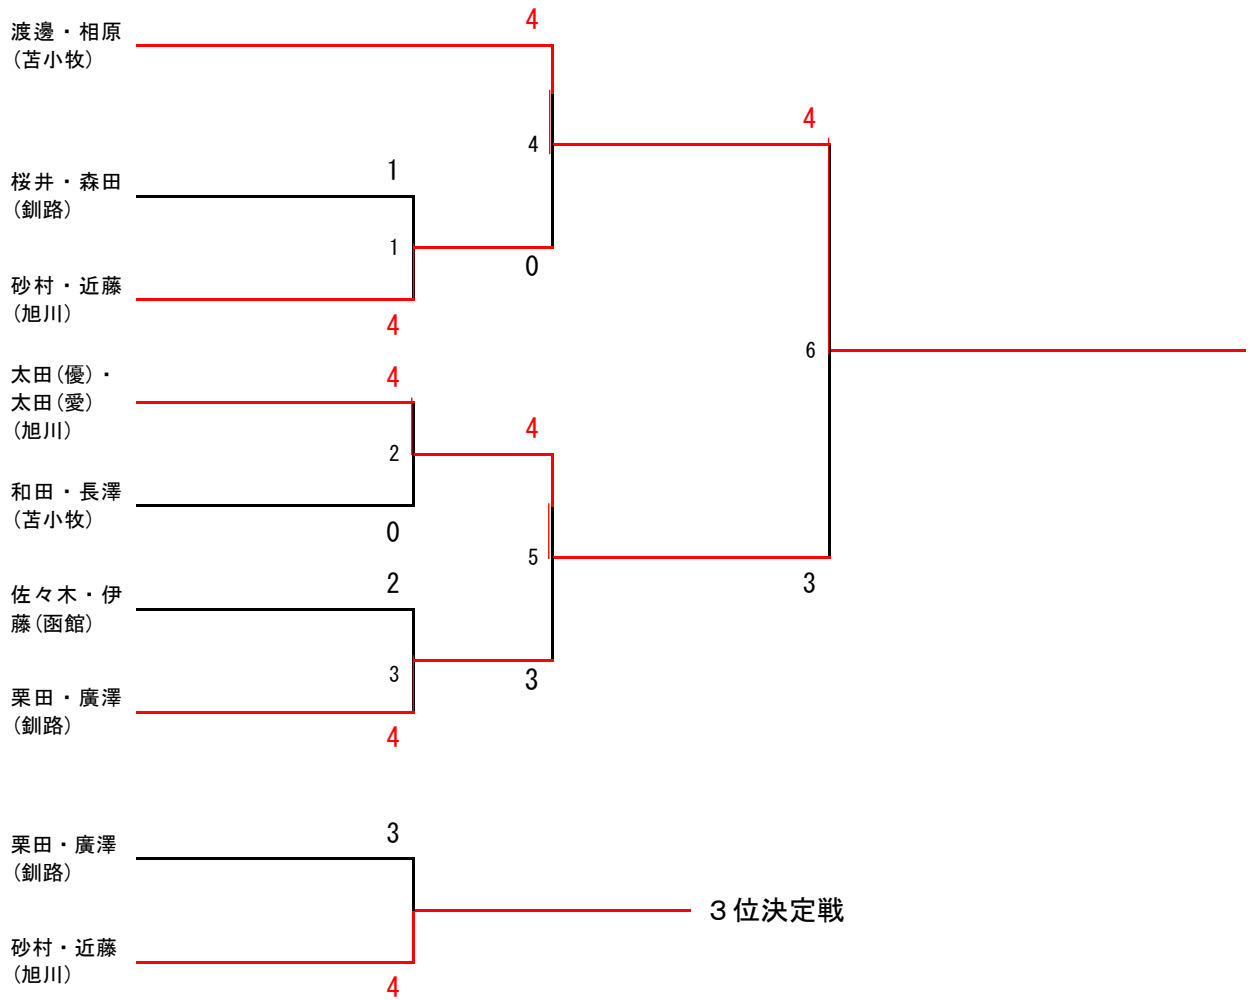 渡邊・相原
(苫小牧)
4
4
4
桜井・森田
(釧路)
1
1
砂村・近藤
(旭川)
0
4
太田(優)・
太田(愛)
(旭川)
4
6
2
4
和田・長澤
(苫小牧)
0
5
佐々木・伊
藤(函館)
2
3
3
3
栗田・廣澤
(釧路)
4
栗田・廣澤
(釧路)
3
3位決定戦
砂村・近藤
(旭川)
4